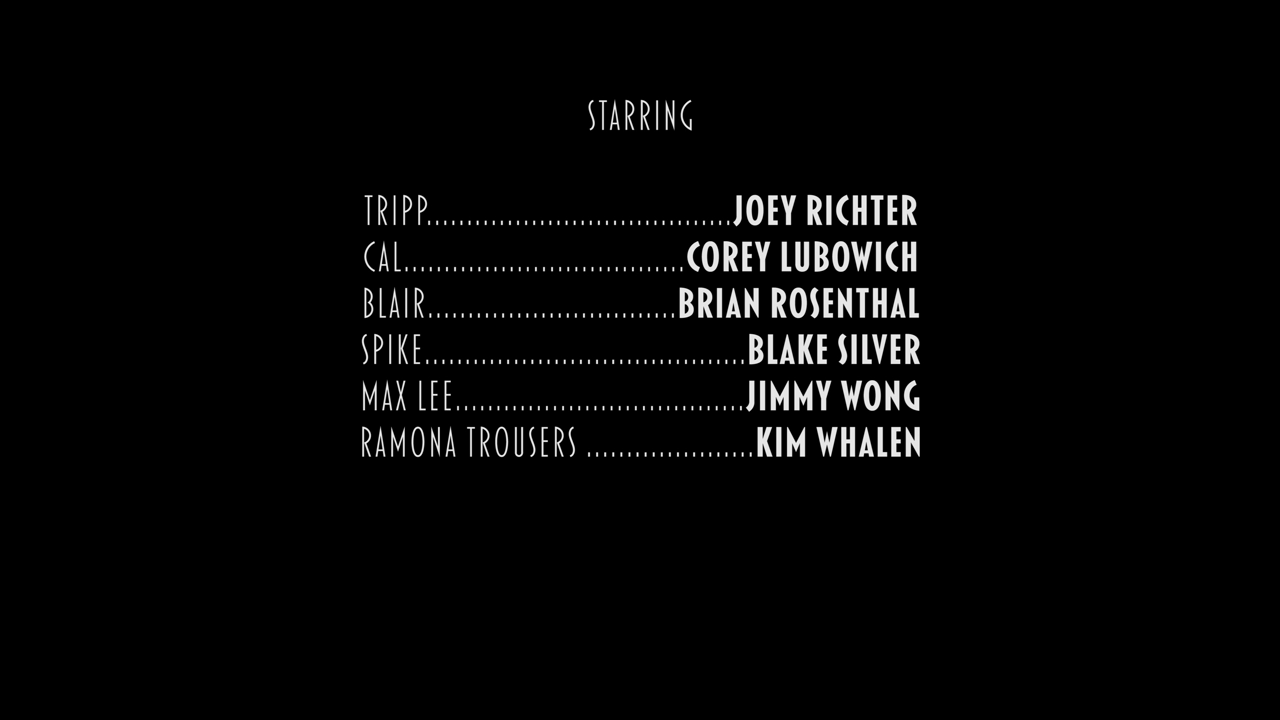 STARRING
TRIPP......................................JOEY RICHTER
CAL...................................COREY LUBOWICH
BLAIR...............................BRIAN ROSENTHAL
SPIKE........................................BLAKE SILVER
MAX LEE....................................JIMMY WONG
RAMONA TROUSERS .....................KIM WHALEN